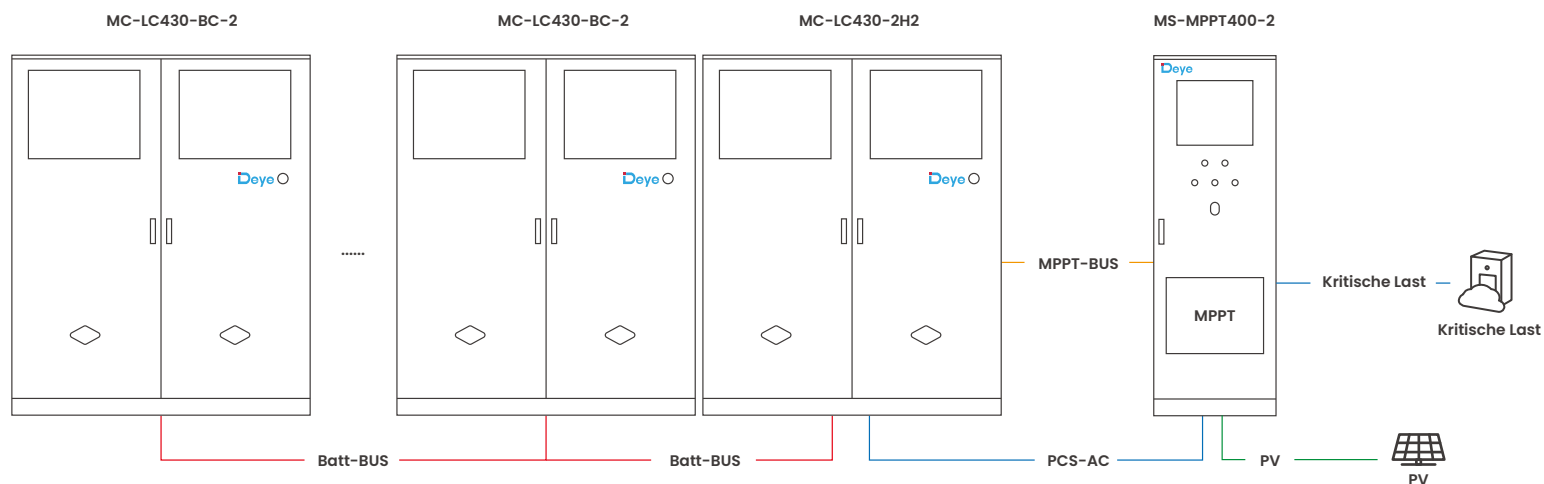 MC-LC430-BC-2
MC-LC430-BC-2
MC-LC430-2H2
MS-MPPT400-2
Deye
Deye
Deye
Deye
......
MPPT-BUS
Kritische Last
MPPT
Kritische Last
Batt-BUS
Batt-BUS
PCS-AC
PV
PV